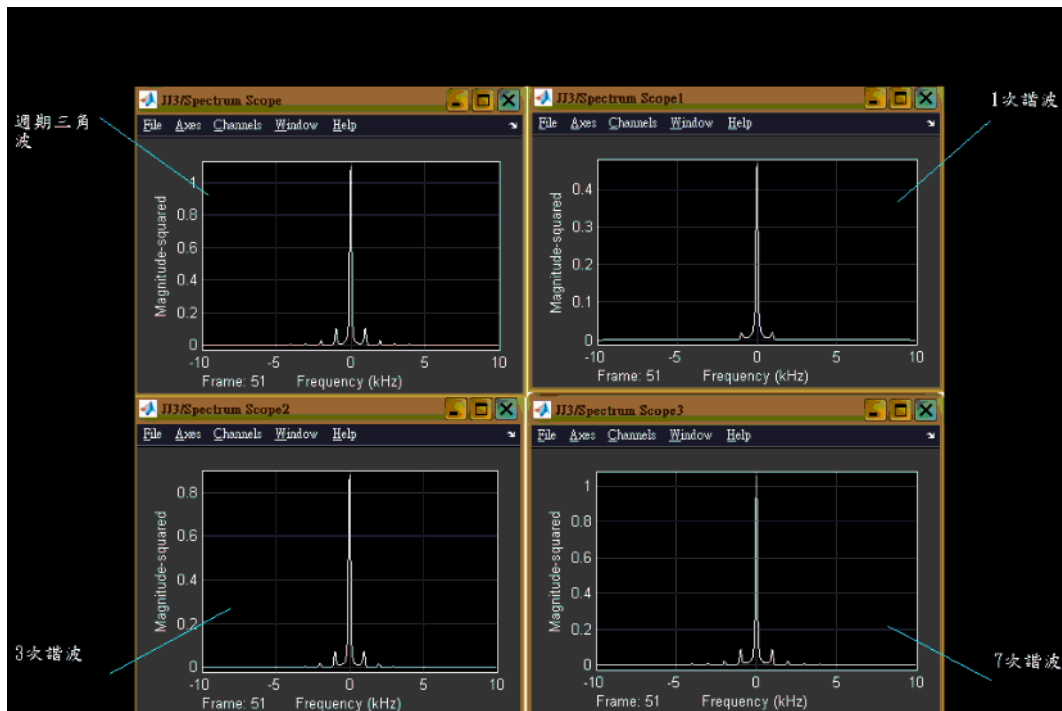 週期三角
波
JJ3/Spectrum Scope
File Axes Channels Window Help
Magnitude-squared
1
0.8
0.6
0.4
0.2
0
-10 -5 0 5 10
Frame: 51 Frequency (kHz)
1次諧波
JJ3/Spectrum Scope1
File Axes Channels Window Help
Magnitude-squared
0.4
0.3
0.2
0.1
0
-10 -5 0 5 10
Frame: 51 Frequency (kHz)
3次諧波
JJ3/Spectrum Scope2
File Axes Channels Window Help
Magnitude-squared
0.8
0.6
0.4
0.2
0
-10 -5 0 5 10
Frame: 51 Frequency (kHz)
7次諧波
JJ3/Spectrum Scope3
File Axes Channels Window Help
Magnitude-squared
1
0.8
0.6
0.4
0.2
0
-10 -5 0 5 10
Frame: 51 Frequency (kHz)